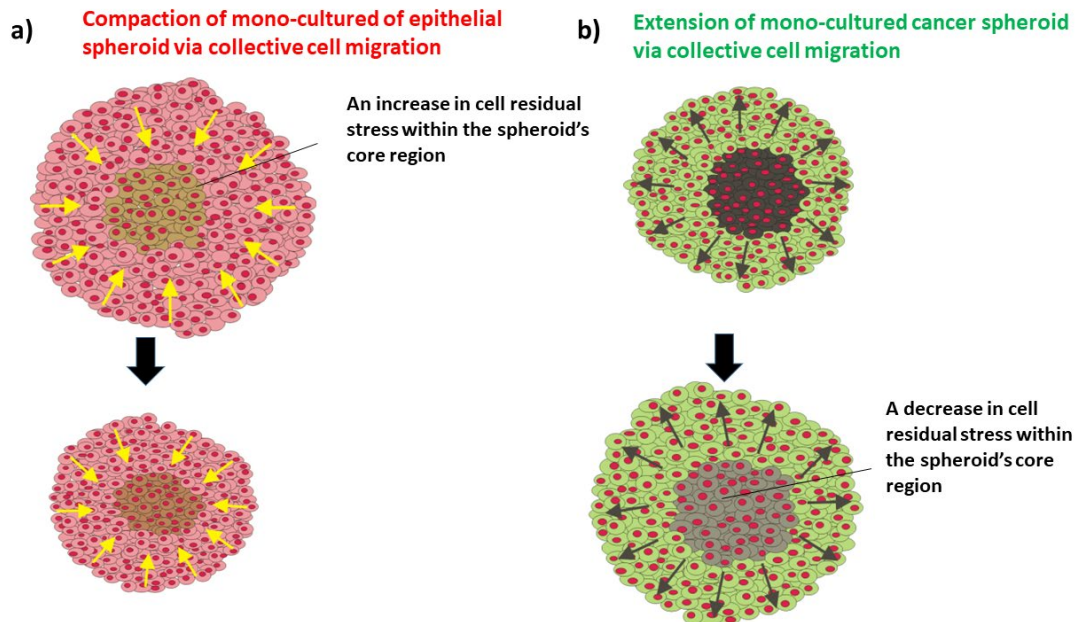 a)
Compaction of mono-cultured of epithelial
spheroid via collective cell migration
An increase in cell residual
stress within the spheroid's
core region
b)
Extension of mono-cultured cancer spheroid
via collective cell migration
A decrease in cell
residual stress within
the spheroid's core
region